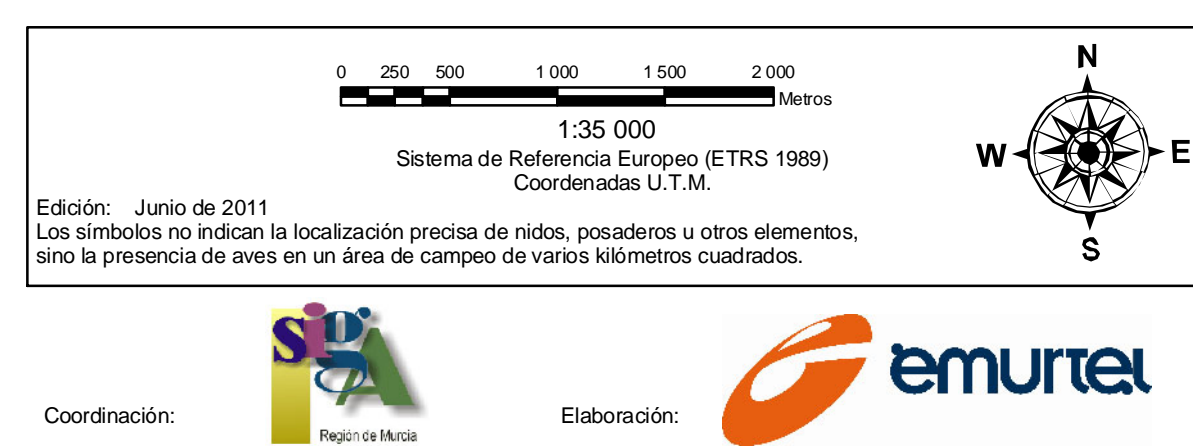 0 250 500 1 000 1 500 2 000
Metros
1:35 000
Sistema de Referencia Europeo (ETRS 1989)
Coordenadas U.T.M.
N
W E
S
Edición: Junio de 2011
Los símbolos no indican la localización precisa de nidos, posaderos u otros elementos,
sino la presencia de aves en un área de campeo de varios kilómetros cuadrados.
Coordinación:
SigA
Región de Murcia
Elaboración:
emurtel